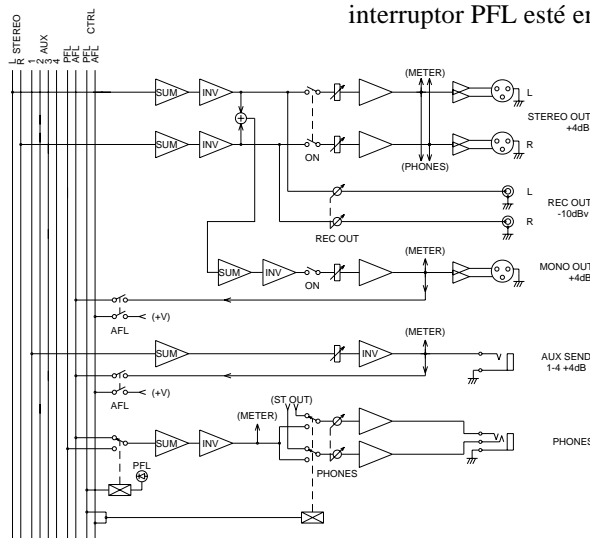 interruptor PFL esté en
L
R
STEREO
1
2
3
4
AUX
PFL
AFL
PFL
AFL
CTRL
(METER)
SUM
INV
L
STEREO OUT
+4dB
SUM
INV
ON
R
(PHONES)
L
REC OUT
-10dBv
R
REC OUT
(METER)
SUM
INV
ON
MONO OUT
+4dB
(+V)
AFL
(METER)
SUM
INV
AUX SEND
1-4 +4dB
(+V)
AFL
(ST OUT)
(METER)
SUM
INV
PHONES
PHONES
PFL